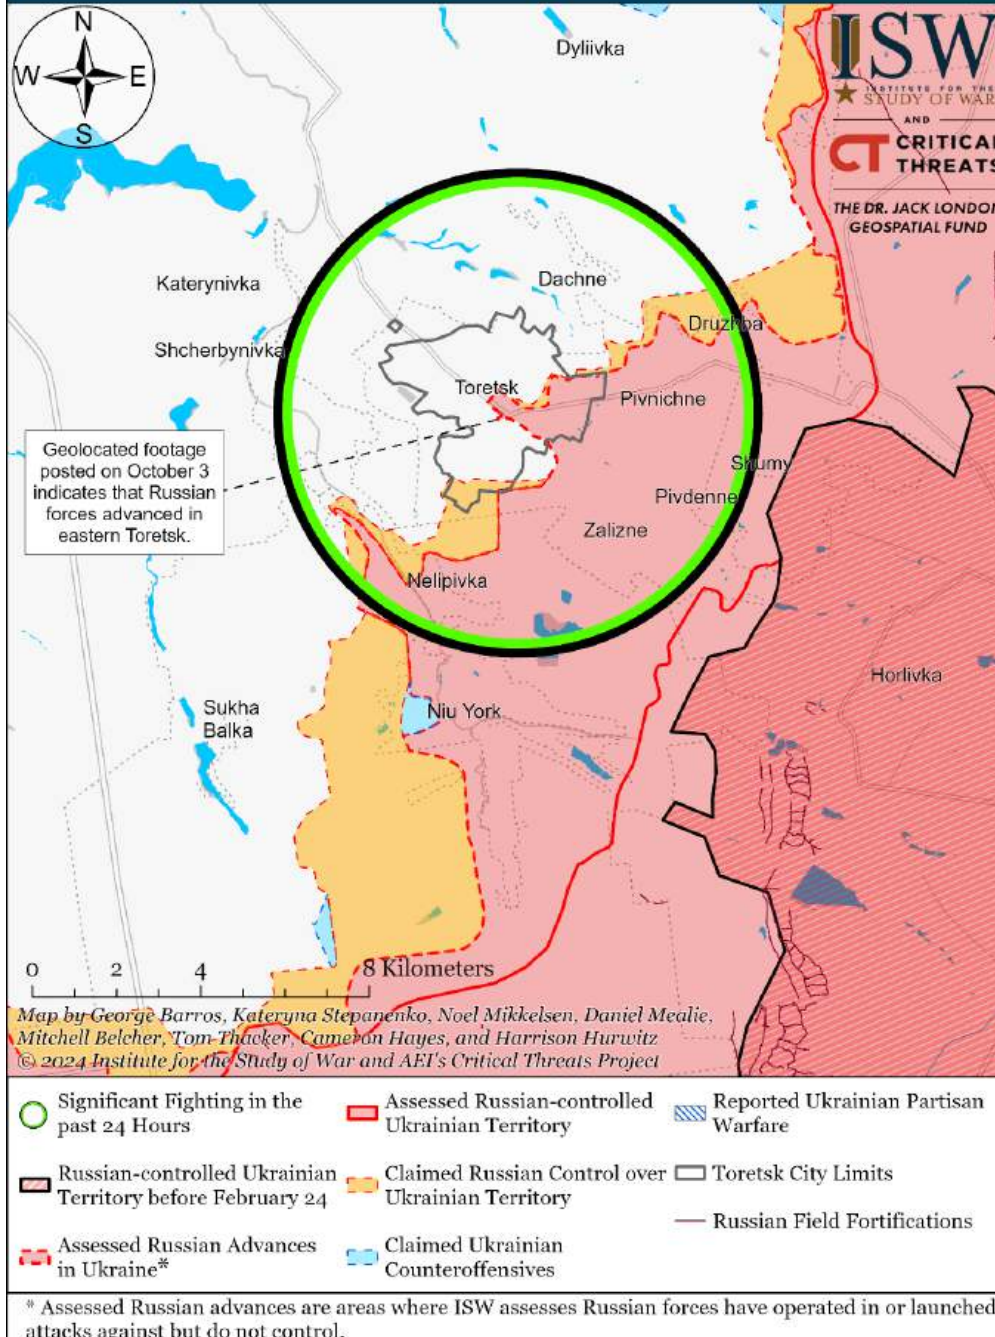 N
W
E
S
Dyliivka
ISW
INSTITUTE FOR THE
STUDY OF WAR
AND
CT CRITICAL
THREATS
THE DR. JACK LONDON
GEOSPATIAL FUND
Katerynivka
Dachne
Shcherbynivka
Druzhba
Toretsk
Pivnichne
Geolocated footage
posted on October 3
indicates that Russian
forces advanced in
eastern Toretsk.
Shumy
Pivdenne
Zalizne
Nelipivka
Horlivka
Sukha
Balka
Niu York
0 2 4 8 Kilometers
Map by George Barros, Kateryna Stepanenko, Noel Mikkelsen, Daniel Mealie,
Mitchell Belcher, Tom Thacker, Cameron Hayes, and Harrison Hurwitz
© 2024 Institute for the Study of War and AEI's Critical Threats Project
Significant Fighting in the
past 24 Hours
Russian-controlled Ukrainian
Territory before February 24
Assessed Russian Advances
in Ukraine*
Assessed Russian-controlled
Ukrainian Territory
Claimed Russian Control over
Ukrainian Territory
Claimed Ukrainian
Counteroffensives
Reported Ukrainian Partisan
Warfare
Toretsk City Limits
Russian Field Fortifications
* Assessed Russian advances are areas where ISW assesses Russian forces have operated in or launched
attacks against but do not control.